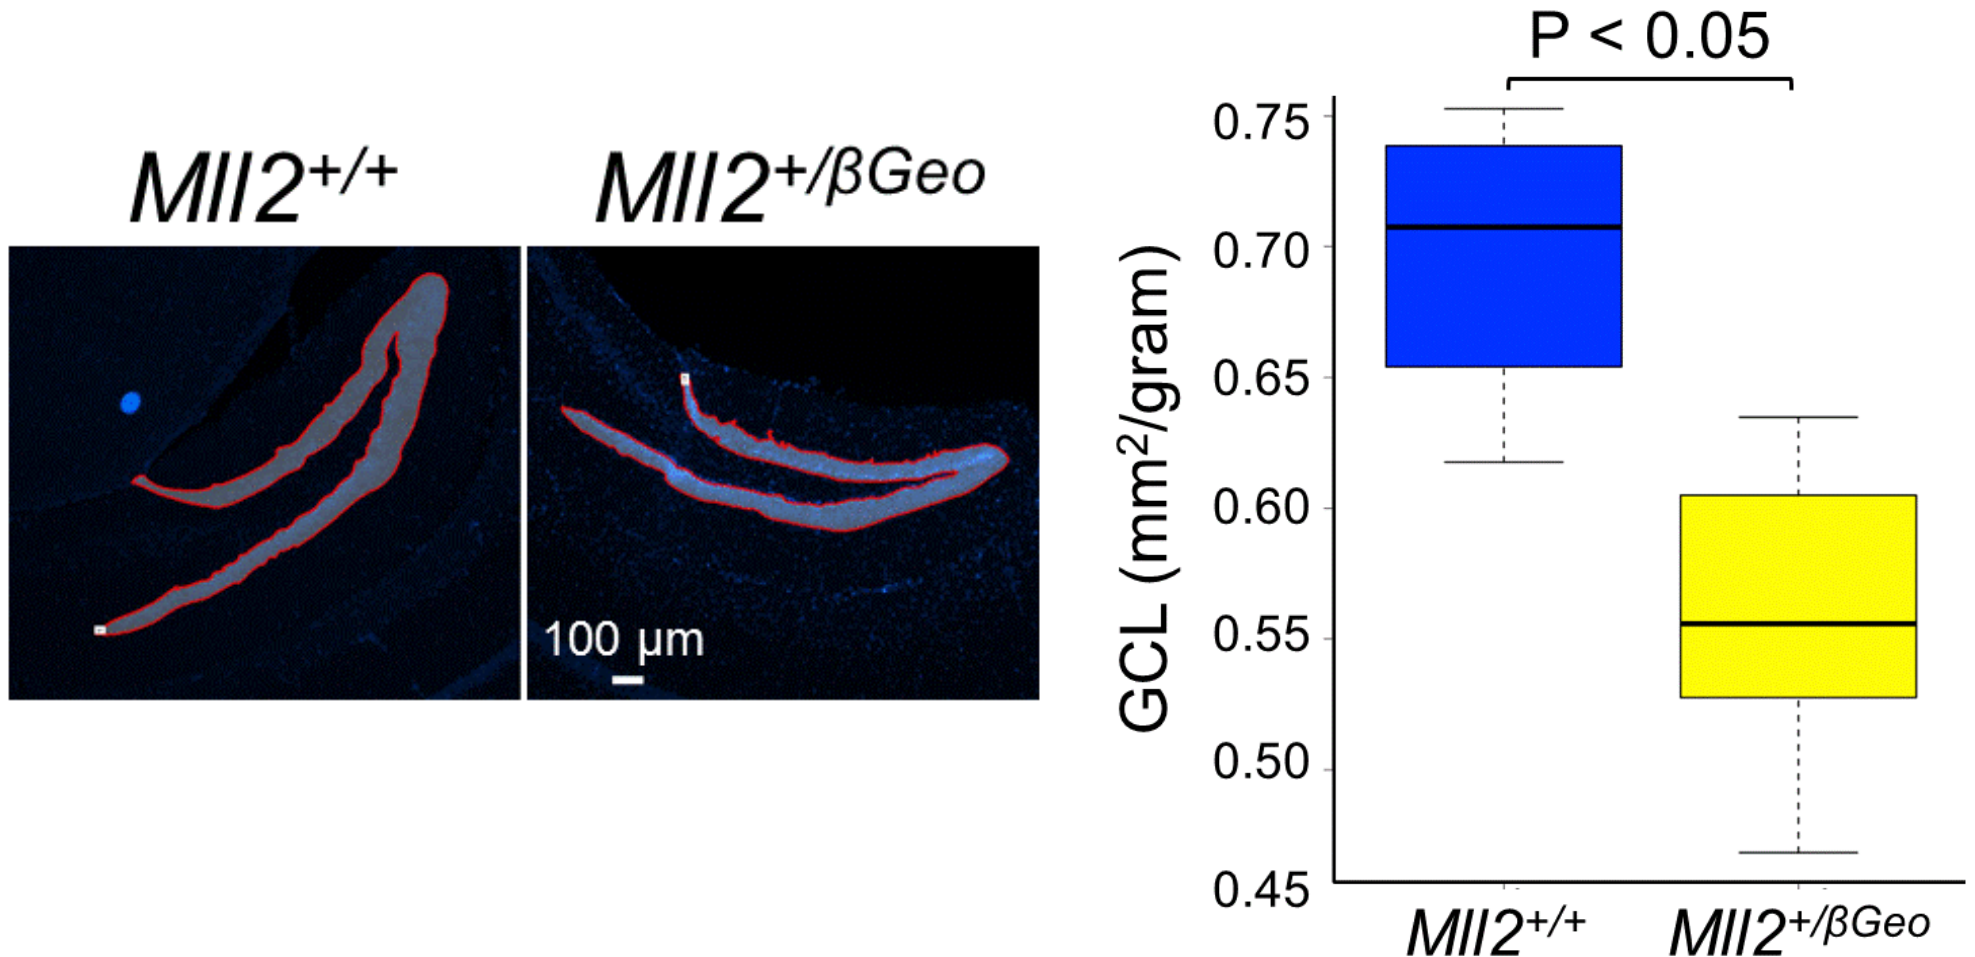 Mll2+/+
Mll2+/βGeo
100 µm
P < 0.05
GCL (mm²/gram)
0.75
0.70
0.65
0.60
0.55
0.50
0.45
Mll2+/+
Mll2+/βGeo